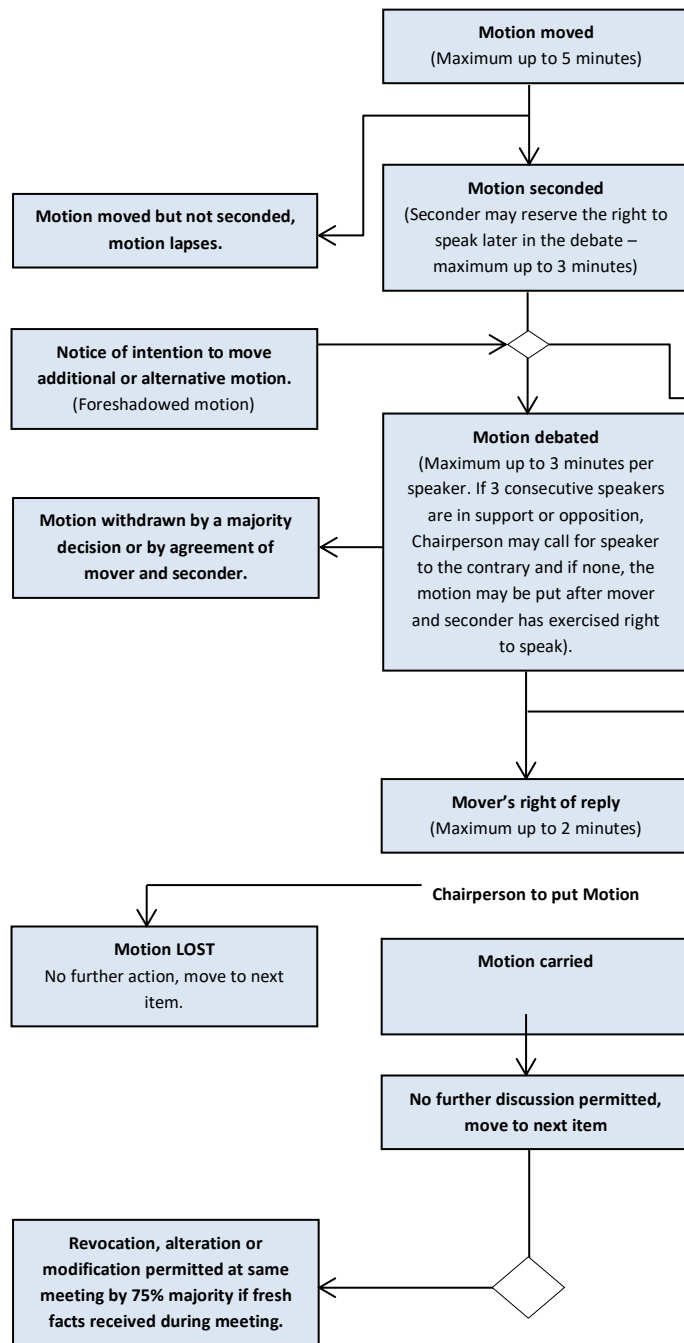 Motion moved
(Maximum up to 5 minutes)
Motion seconded
(Seconder may reserve the right to
speak later in the debate –
maximum up to 3 minutes)
Motion moved but not seconded,
motion lapses.
Notice of intention to move
additional or alternative motion.
(Foreshadowed motion)
Motion debated
(Maximum up to 3 minutes per
speaker. If 3 consecutive speakers
are in support or opposition,
Chairperson may call for speaker
to the contrary and if none, the
motion may be put after mover
and seconder has exercised right
to speak).
Motion withdrawn by a majority
decision or by agreement of
mover and seconder.
Mover’s right of reply
(Maximum up to 2 minutes)
Chairperson to put Motion
Motion LOST
No further action, move to next
item.
Motion carried
No further discussion permitted,
move to next item
Revocation, alteration or
modification permitted at same
meeting by 75% majority if fresh
facts received during meeting.